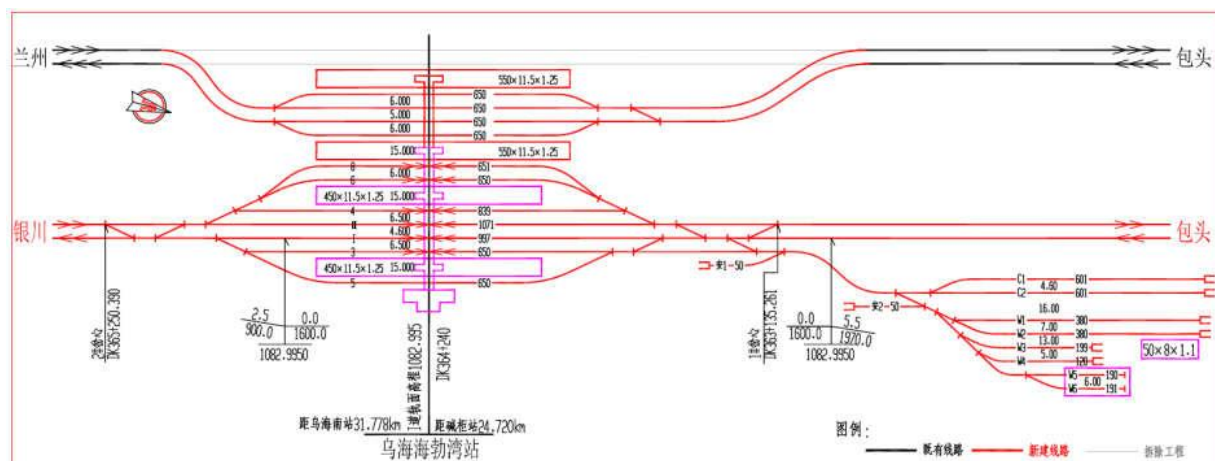 兰州
包头
550×11.5×1.25
650
6.000
650
5.000
650
6.000
650
15.000
550×11.5×1.25
8
651
6.000
6
650
450×11.5×1.25
15.000
4
839
6.500
银川
II
1071
包头
4.600
I
997
6.500
3
650
450×11.5×1.25
15.000
安1-50
5
650
C1
601
4.60
C2
601
安2-50
16.00
W1
380
7.00
W2
380
13.00
W3
199
5.00
W4
120
50×8×1.1
W5
190
6.00
W6
191
2#岔心
DK365+250.390
2.5
900.0
0.0
1600.0
1082.9950
I道轨面高程1082.995
DK364+240
1#岔心
DK363+135.261
0.0
1600.0
5.5
1970.0
1082.9950
距乌海南站31.778km
距碱柜站24.720km
乌海海勃湾站
图例：
既有线路
新建线路
拆除工程